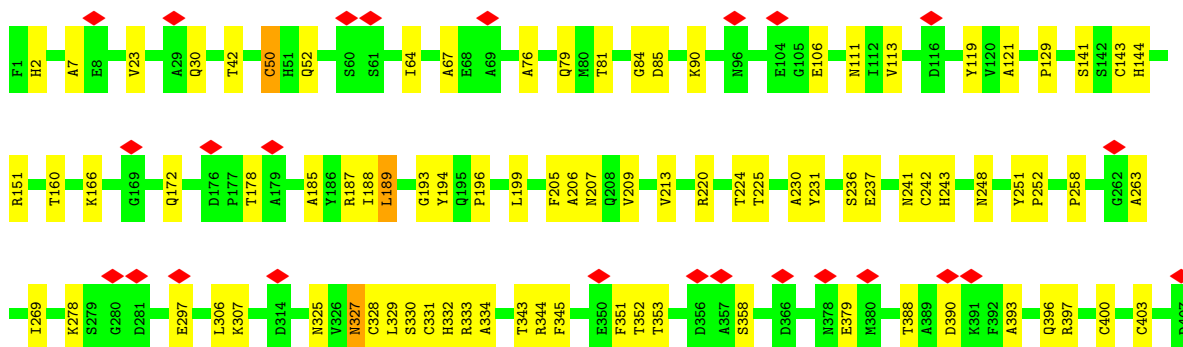 F1 H2 A7 E8 V23 A29 Q30 T42 C50 H51 Q52 S60 S61 I64 A67 E68 A69 A76 Q79 M80 T81 G84 D85 K90 N96 E104 G105 E106 N111 I112 V113 D116 Y119 V120 A121 P129 S141 S142 C143 H144
R151 T160 K166 G169 Q172 D176 P177 T178 A179 A185 Y186 R187 I188 L189 G193 Y194 Q195 P196 L199 F205 A206 N207 Q208 V209 V213 R220 T224 T225 A230 Y231 S236 E237 N241 C242 H243 N248 Y251 P252 P258 G262 A263
I269 K278 S279 G280 D281 E297 L306 K307 D314 N325 V326 N327 C328 L329 S330 C331 H332 R333 A334 T343 R344 F345 E350 F351 T352 T353 D356 A357 S358 D366 N378 E379 M380 T388 A389 D390 K391 F392 A393 Q396 R397 C400 C403